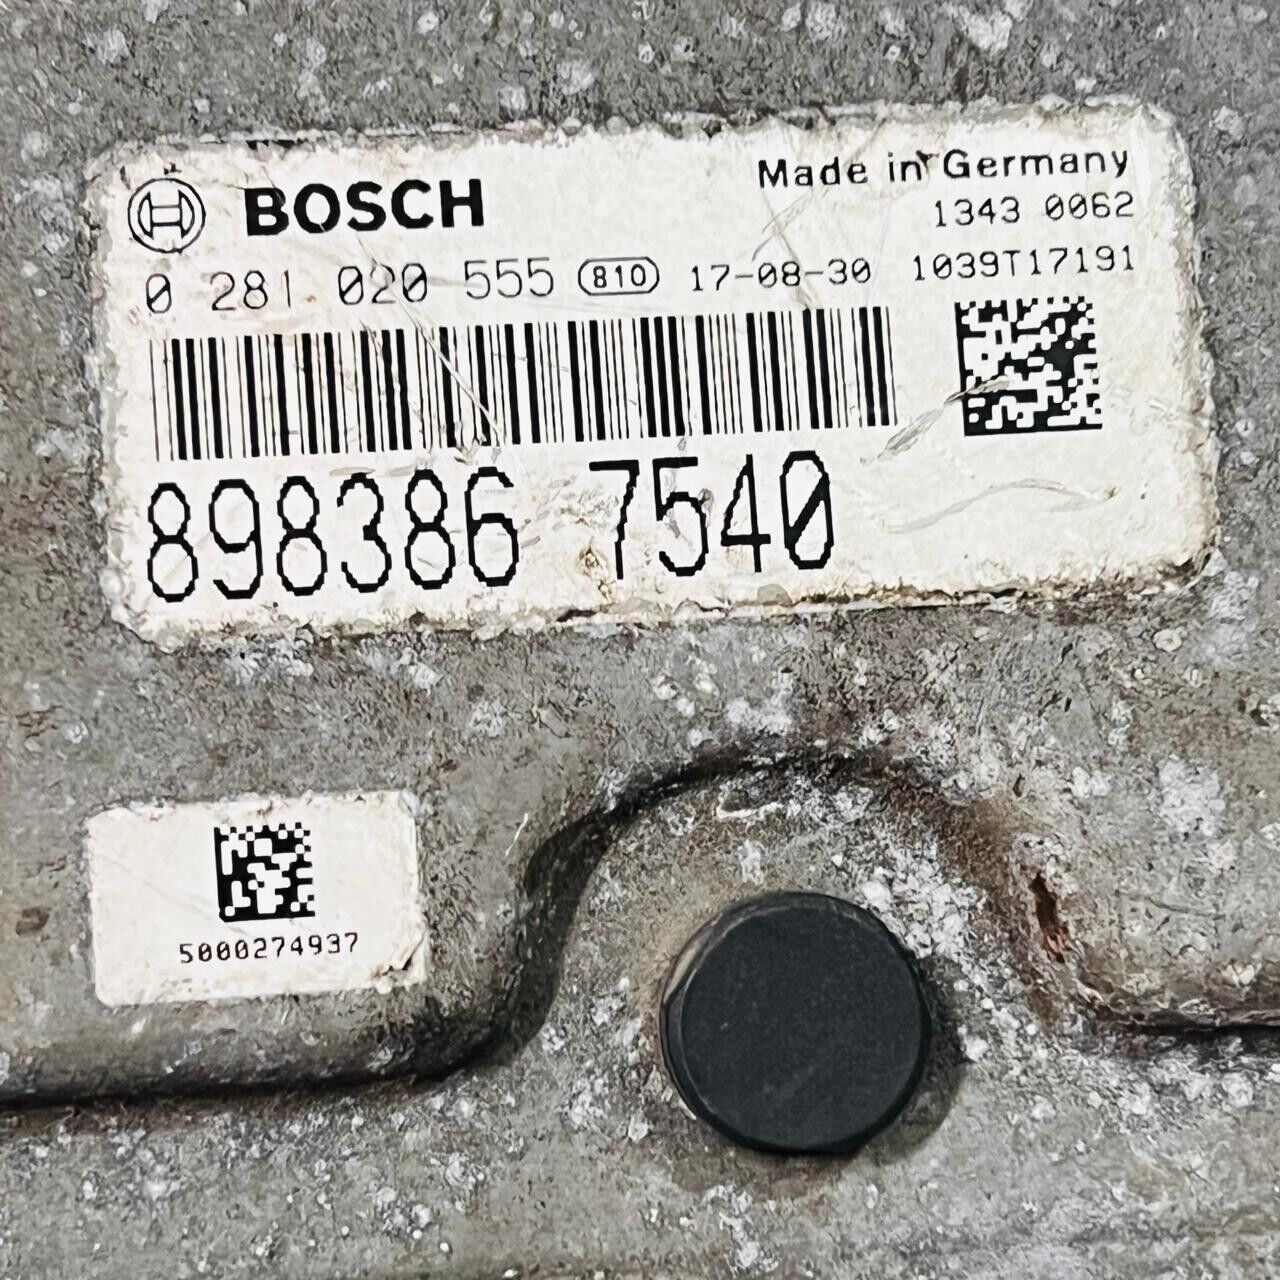 BOSCH
Made in Germany
1343 0062
0 281 020 555 810 17-08-30 1039T17191
898386 7540
5000274937